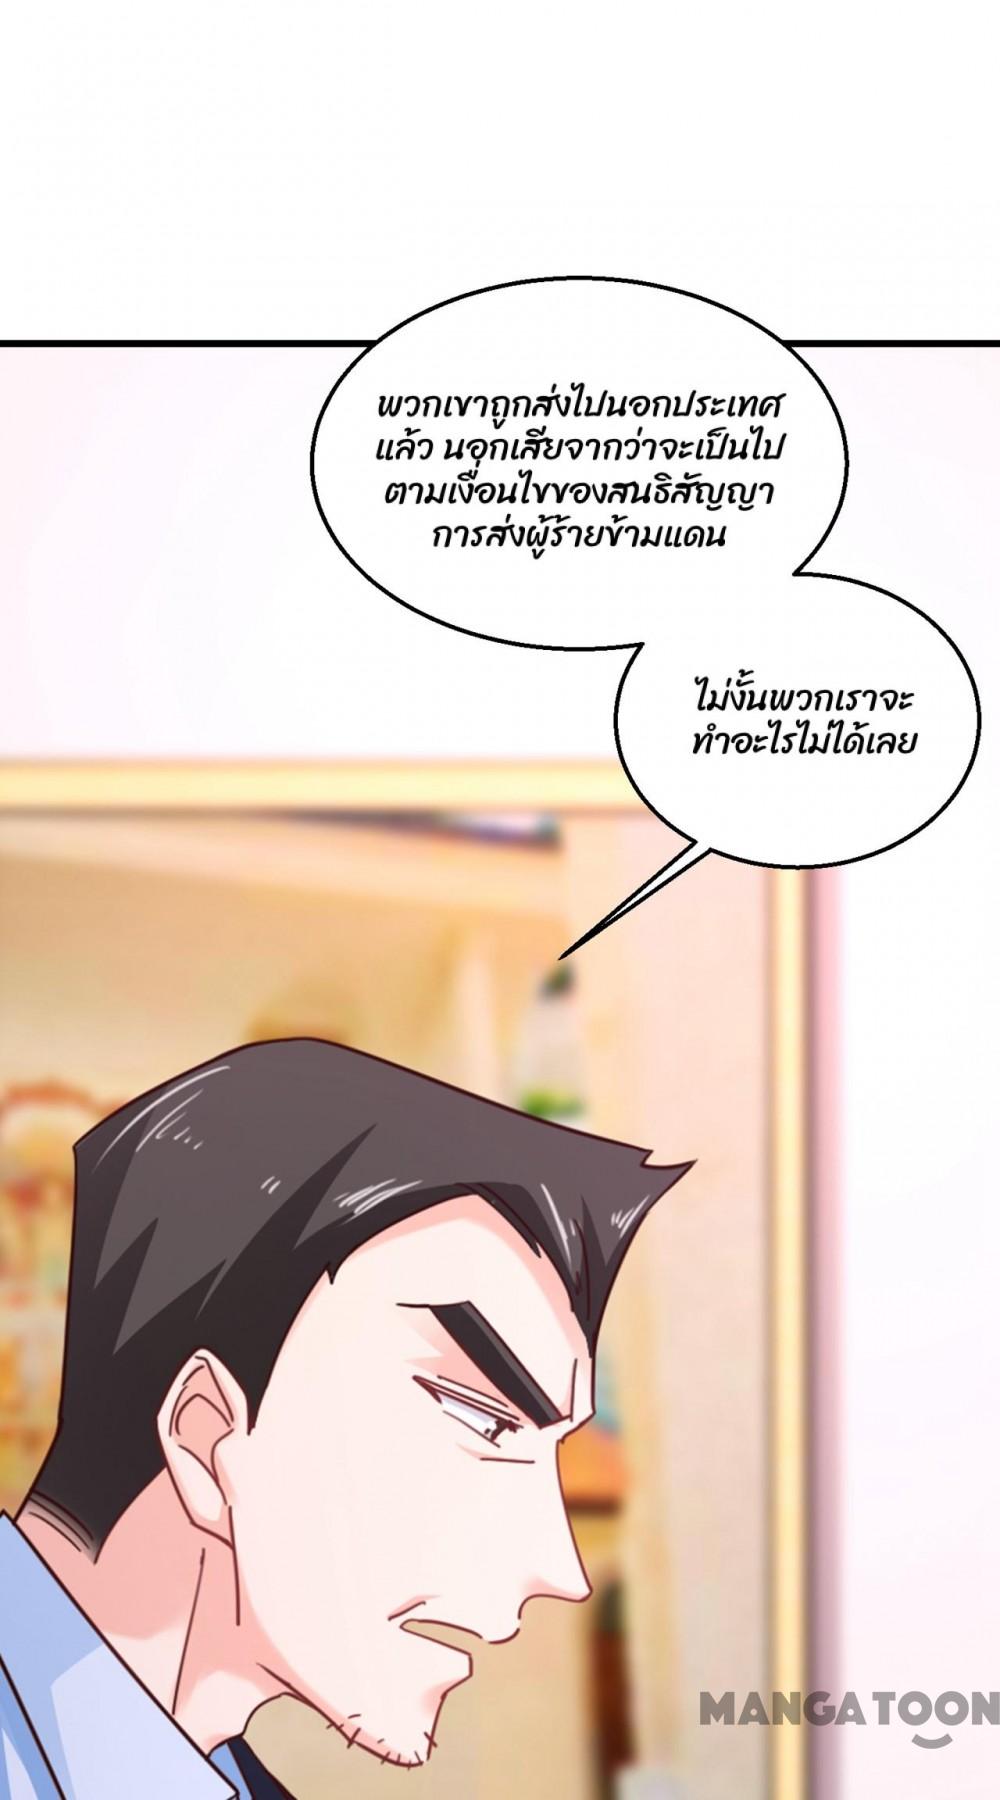 พวกเขาถูกส่งไปนอกประเทศ
แล้ว นอกเสียจากว่าจะเป็นไป
ตามเงื่อนไขของสนธิสัญญา
การส่งผู้ร้ายข้ามแดน
ไม่งั้นพวกเราจะ
ทำอะไรไม่ได้เลย
MANGATOON